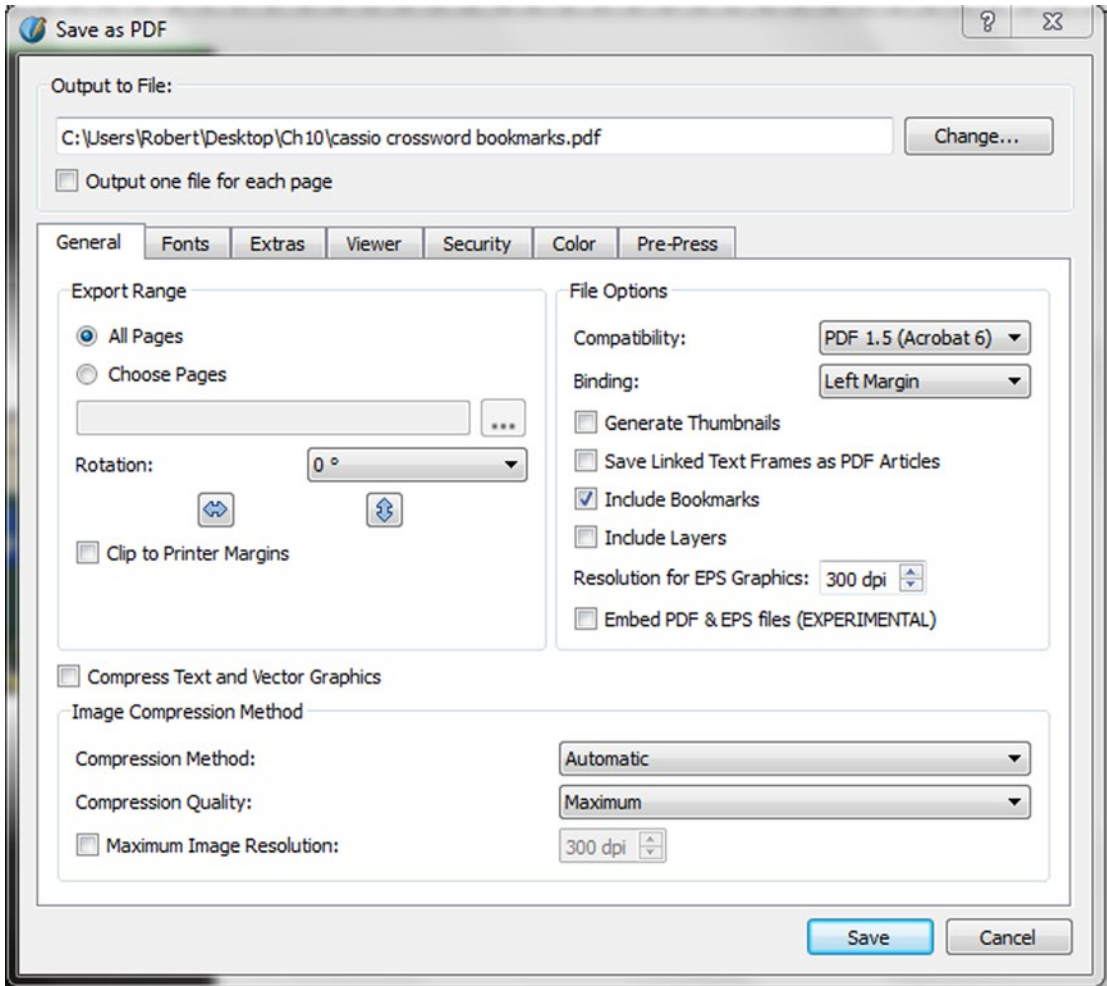 Save as PDF
Output to File:
C:\Users\Robert\Desktop\Ch10\cassio crossword bookmarks.pdf
Change...
Output one file for each page
General Fonts Extras Viewer Security Color Pre-Press
Export Range
All Pages
Choose Pages
...
Rotation: 0 °
Clip to Printer Margins
File Options
Compatibility: PDF 1.5 (Acrobat 6)
Binding: Left Margin
Generate Thumbnails
Save Linked Text Frames as PDF Articles
Include Bookmarks
Include Layers
Resolution for EPS Graphics: 300 dpi
Embed PDF & EPS files (EXPERIMENTAL)
Compress Text and Vector Graphics
Image Compression Method
Compression Method: Automatic
Compression Quality: Maximum
Maximum Image Resolution: 300 dpi
Save Cancel